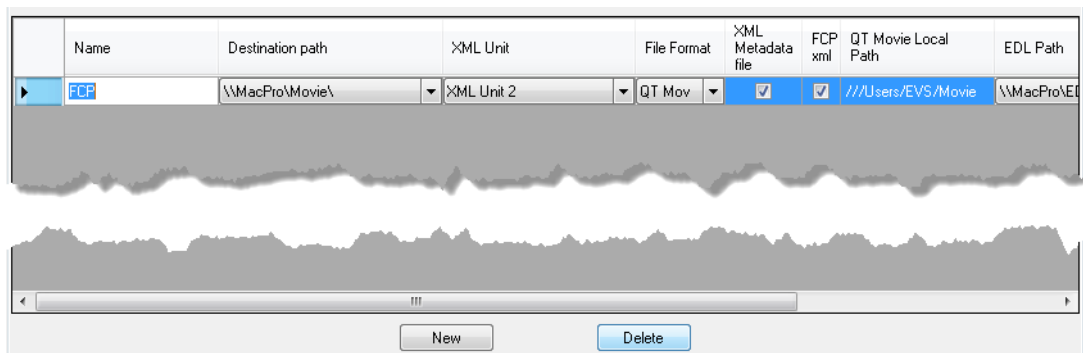 Name Destination path XML Unit File Format XML Metadata file FCP xml QT Movie Local Path EDL Path
FCP \\MacPro\Movie\ XML Unit 2 QT Mov ///Users/EVS/Movie \\MacPro\ED
New Delete